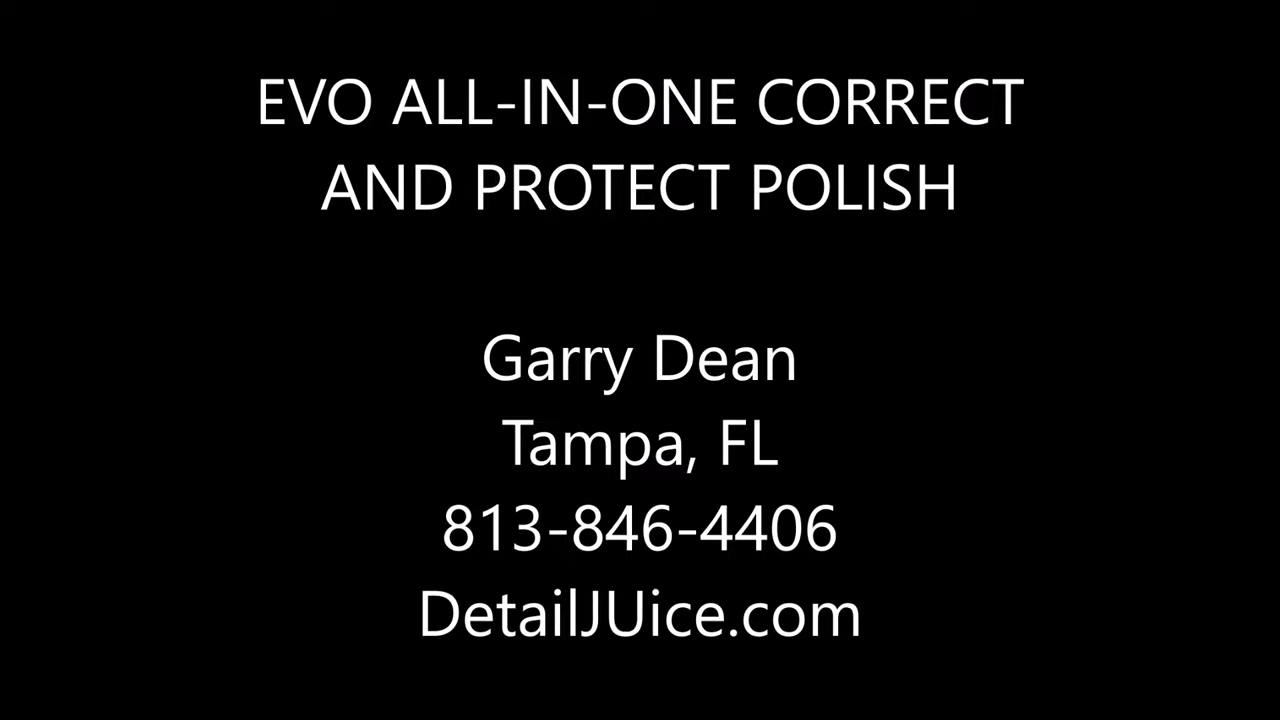 EVO ALL-IN-ONE CORRECT
AND PROTECT POLISH
Garry Dean
Tampa, FL
813-846-4406
DetailJUice.com